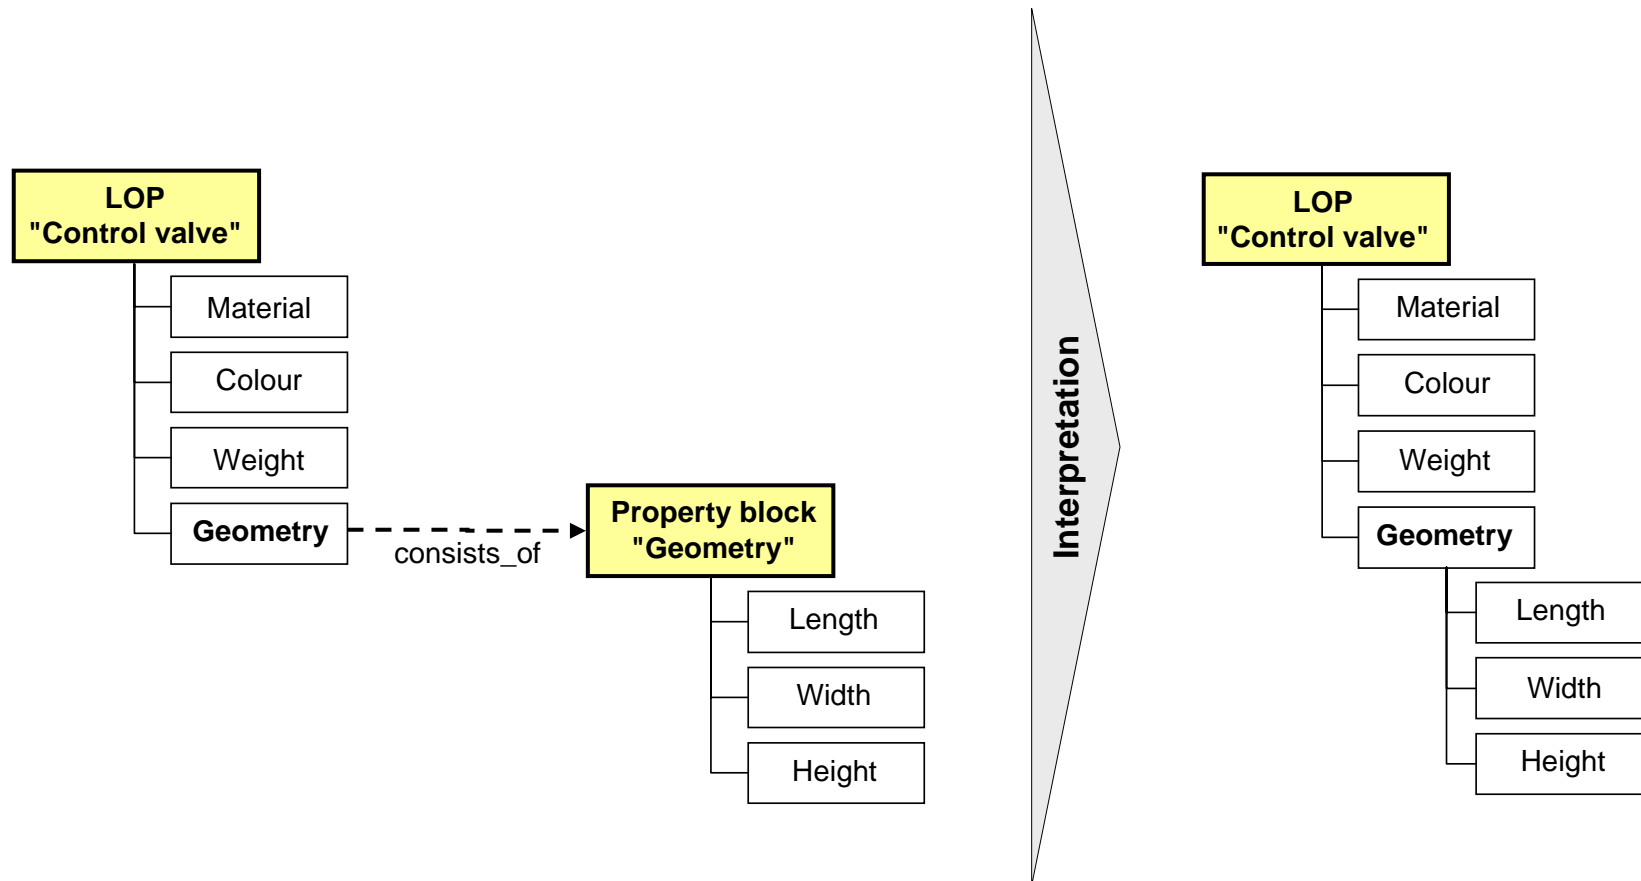 LOP
"Control valve"
Material
Colour
Weight
Geometry
consists_of
Property block
"Geometry"
Length
Width
Height
Interpretation
LOP
"Control valve"
Material
Colour
Weight
Geometry
Length
Width
Height